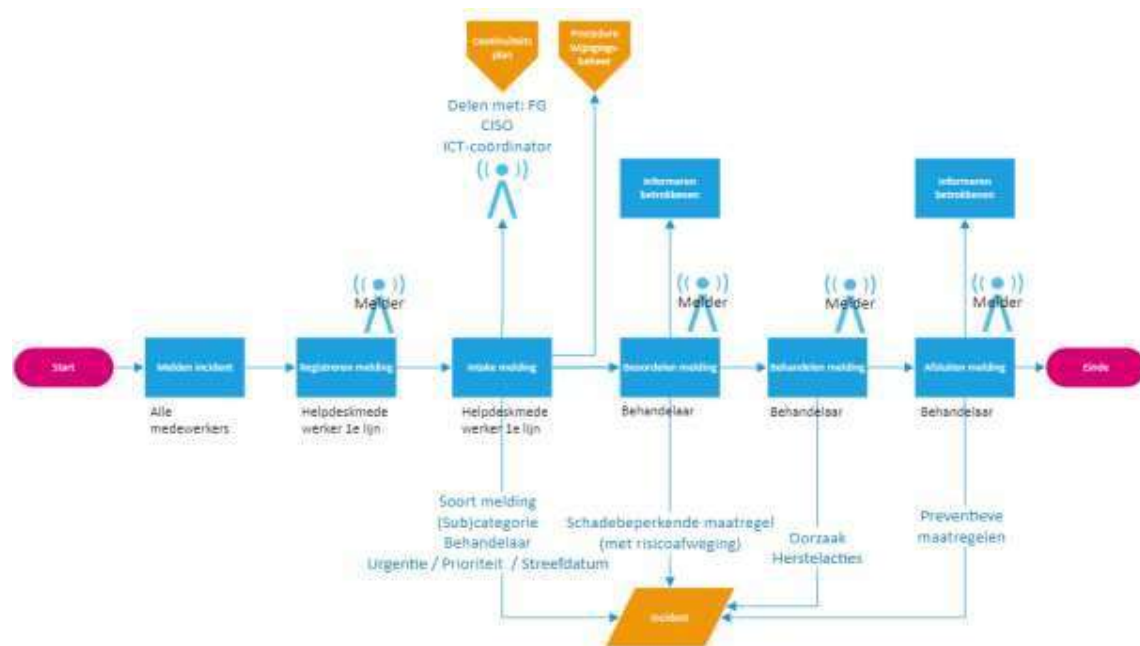 Continuiteits
plan
Procedure
Wijzigings-
beheer
Delen met: FG
CISO
ICT-coördinator
Informeren
betrokkenen
Informeren
betrokkenen
Melder
Melder
Melder
Melder
Start
Melden incident
Registreren melding
Intake melding
Beoordelen melding
Behandelen melding
Afsluiten melding
Einde
Alle
medewerkers
Helpdeskmede
werker 1e lijn
Helpdeskmede
werker 1e lijn
Behandelaar
Behandelaar
Behandelaar
Soort melding
(Sub)categorie
Behandelaar
Urgentie / Prioriteit / Streefdatum
Schadebeperkende maatregel
(met risicoafweging)
Oorzaak
Herstelacties
Preventieve
maatregelen
Incident